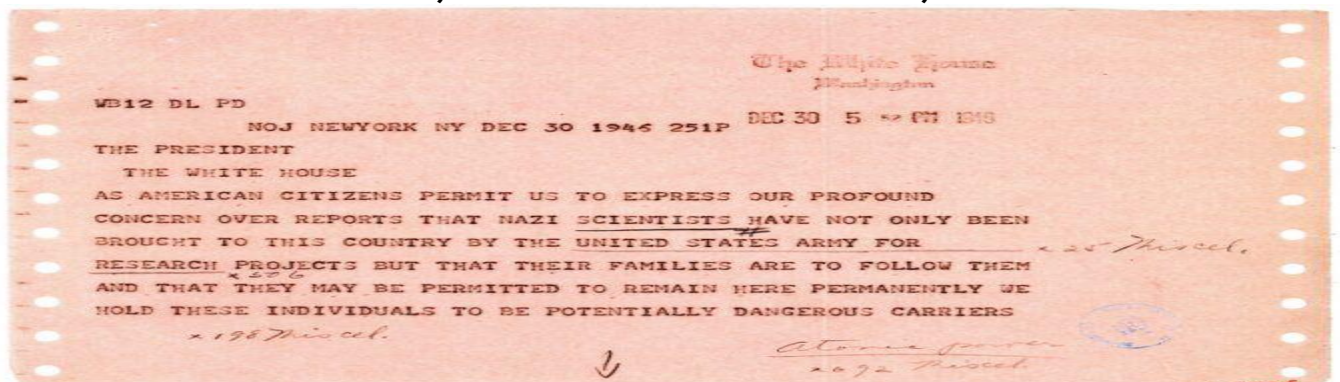 The White House
Washington
WB12 DL PD
NOJ NEWYORK NY DEC 30 1946 251P
DEC 30 5 52 PM 1946
THE PRESIDENT
THE WHITE HOUSE
AS AMERICAN CITIZENS PERMIT US TO EXPRESS OUR PROFOUND
CONCERN OVER REPORTS THAT NAZI SCIENTISTS HAVE NOT ONLY BEEN
BROUGHT TO THIS COUNTRY BY THE UNITED STATES ARMY FOR
x 25 Miscel.
RESEARCH PROJECTS BUT THAT THEIR FAMILIES ARE TO FOLLOW THEM
AND THAT THEY MAY BE PERMITTED TO REMAIN HERE PERMANENTLY WE
HOLD THESE INDIVIDUALS TO BE POTENTIALLY DANGEROUS CARRIERS
x 198 Miscel.
Atomic power
x 692 Miscel.